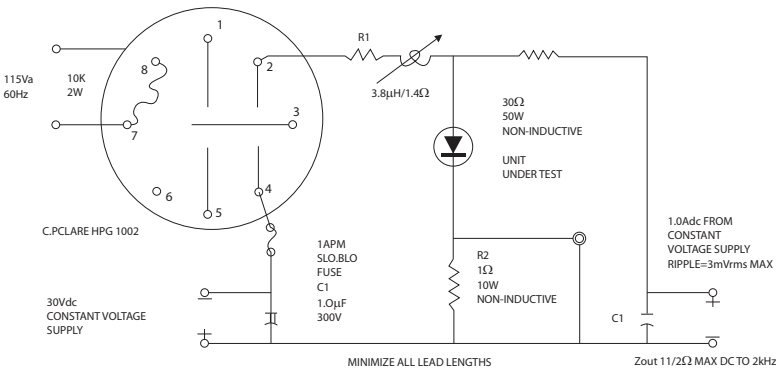 1
R1
2
8
115Va
60Hz
10K
2W
3.8μH/1.4Ω
30Ω
50W
NON-INDUCTIVE
3
7
UNIT
UNDER TEST
6
4
5
C.PCLARE HPG 1002
1APM
SLO.BLO
FUSE
C1
1.OμF
300V
R2
1Ω
10W
NON-INDUCTIVE
1.0Adc FROM
CONSTANT
VOLTAGE SUPPLY
RIPPLE=3mVrms MAX
30Vdc
CONSTANT VOLTAGE
SUPPLY
−
+
C1
+
−
MINIMIZE ALL LEAD LENGTHS
Zout 11/2Ω MAX DC TO 2kHz